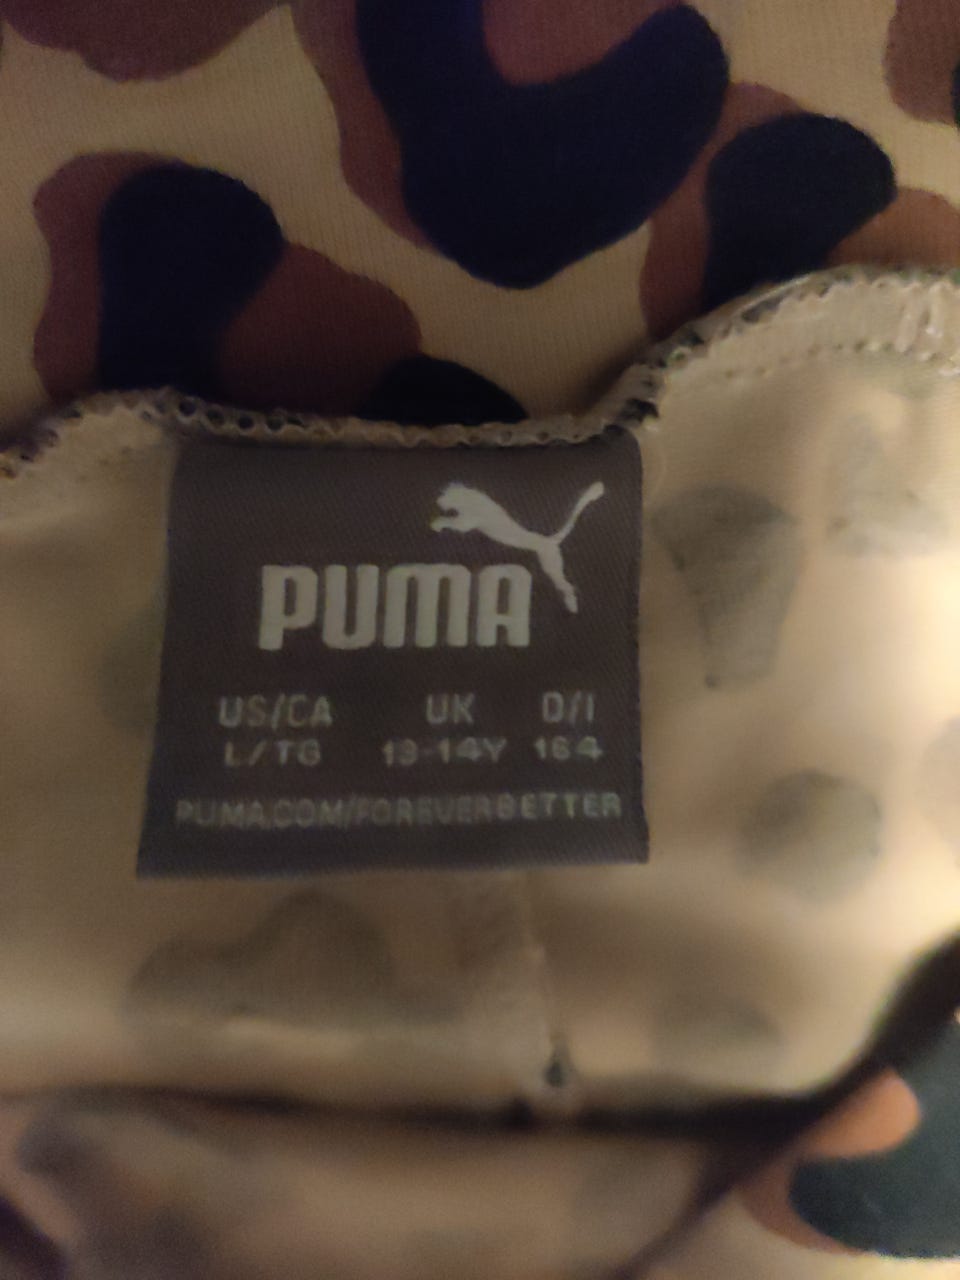 PUMA
US/CA UK D/I
L/TG 13-14Y 164
PUMA.COM/FOREVERBETTER